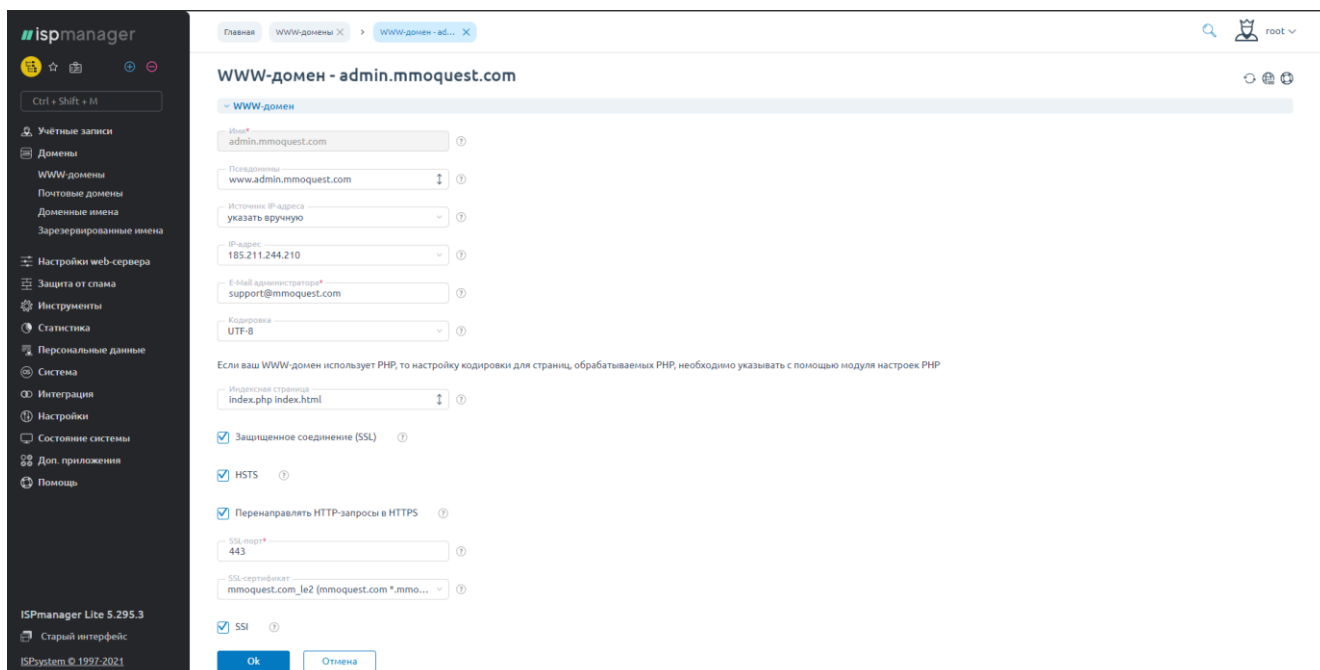 ispmanager
Главная
WWW-домены
WWW-домен - ad...
root
Ctrl + Shift + M
Учётные записи
Домены
WWW-домены
Почтовые домены
Доменные имена
Зарезервированные имена
Настройки web-сервера
Защита от спама
Инструменты
Статистика
Персональные данные
Система
Интеграция
Настройки
Состояние системы
Доп. приложения
Помощь
ISPmanager Lite 5.295.3
Старый интерфейс
ISPsystem © 1997-2021
WWW-домен - admin.mmoquest.com
WWW-домен
Имя*
admin.mmoquest.com
Псевдонимы
www.admin.mmoquest.com
Источник IP-адреса
указать вручную
IP-адрес
185.211.244.210
E-Mail администратора*
support@mmoquest.com
Кодировка
UTF-8
Если ваш WWW-домен использует PHP, то настройку кодировки для страниц, обрабатываемых PHP, необходимо указывать с помощью модуля настроек PHP
Индексная страница
index.php index.html
Защищенное соединение (SSL)
HSTS
Перенаправлять HTTP-запросы в HTTPS
SSL-порт*
443
SSL-сертификат
mmoquest.com_le2 (mmoquest.com *.mmo...
SSI
Ok
Отмена